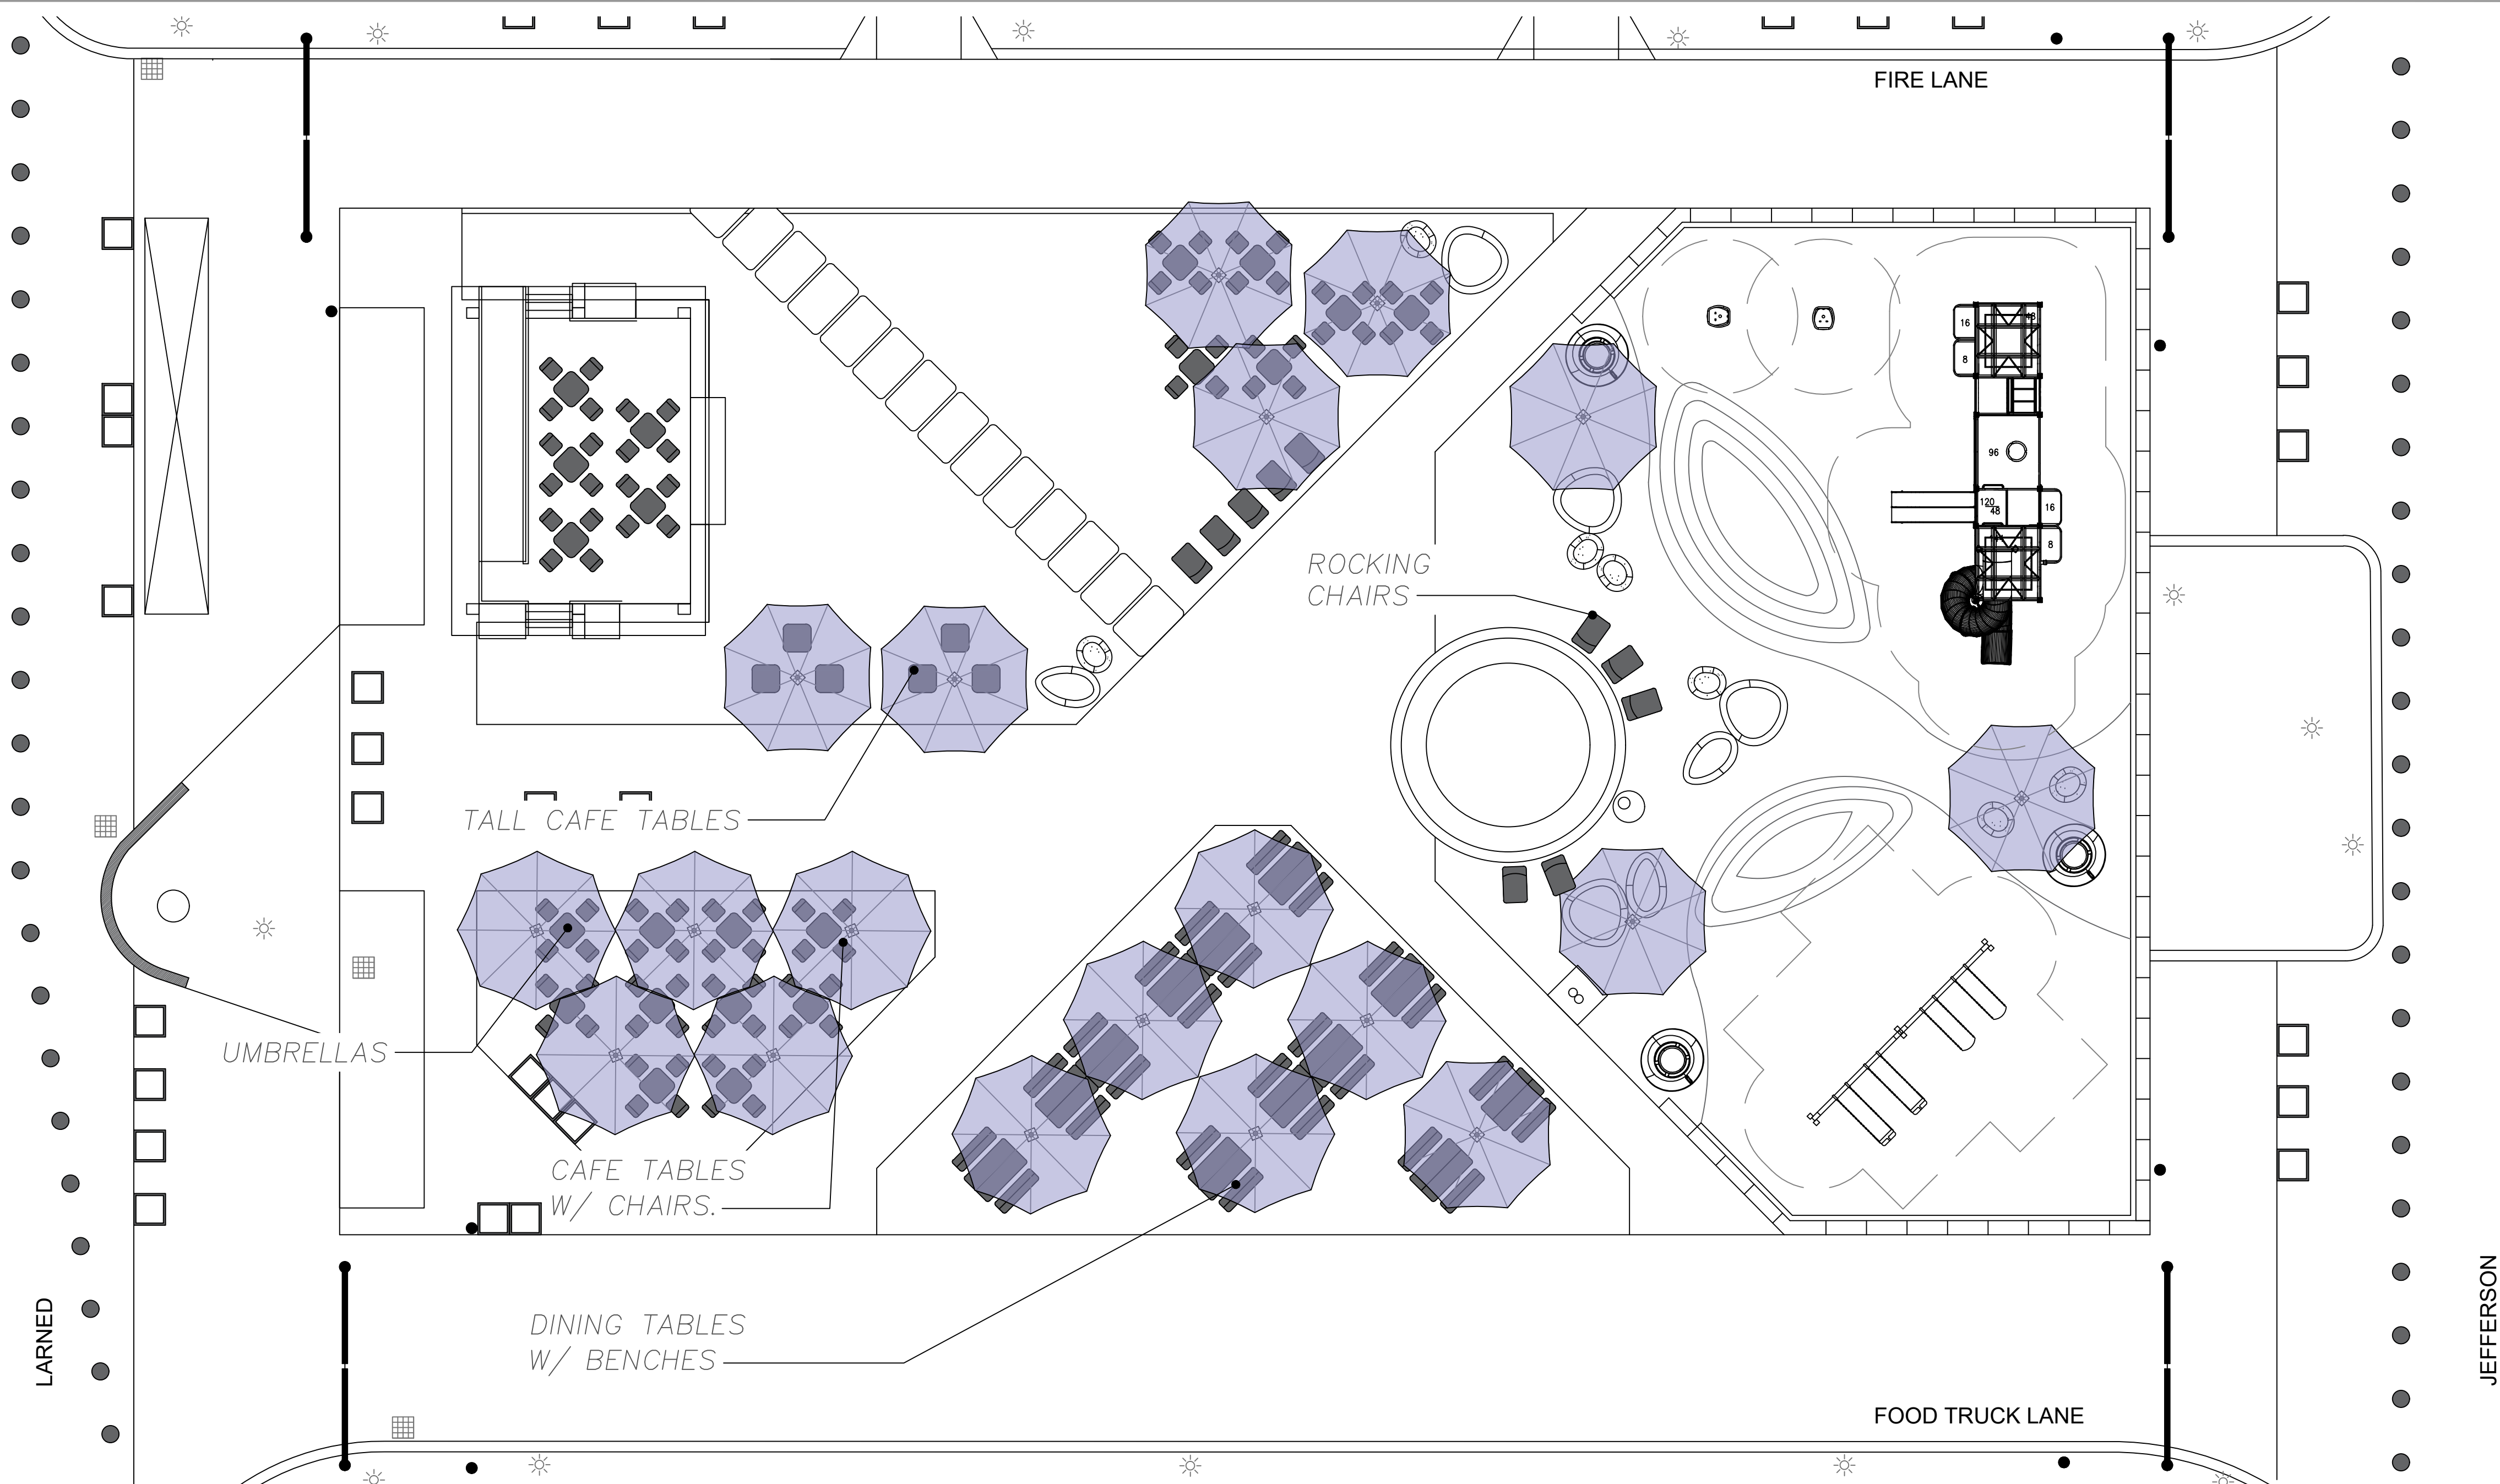 FIRE LANE
16
48
8
96
120
48
16
8
ROCKING
CHAIRS
TALL CAFE TABLES
UMBRELLAS
CAFE TABLES
W/ CHAIRS.
DINING TABLES
W/ BENCHES
LARNED
JEFFERSON
FOOD TRUCK LANE